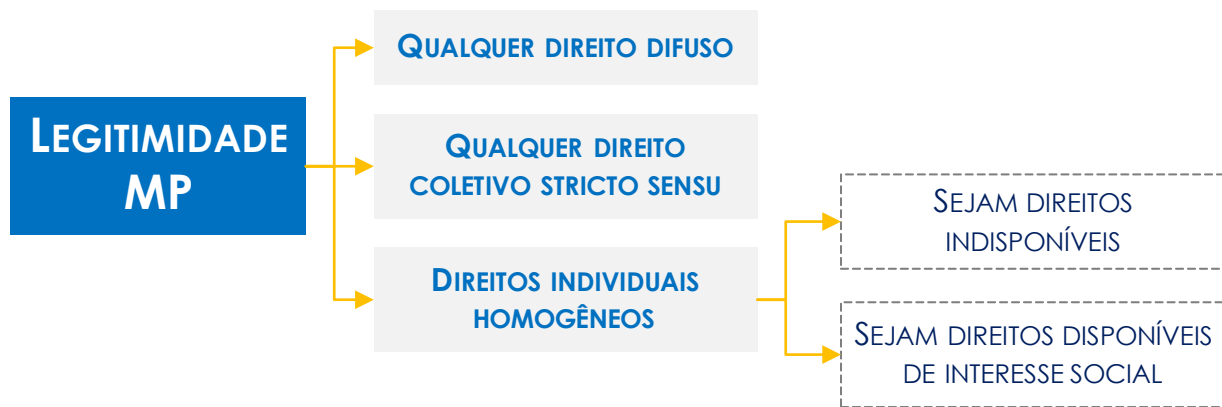 QUALQUER DIREITO DIFUSO
LEGITIMIDADE
MP
QUALQUER DIREITO
COLETIVO STRICTO SENSU
DIREITOS INDIVIDUAIS
HOMOGÊNEOS
SEJAM DIREITOS
INDISPONÍVEIS
SEJAM DIREITOS DISPONÍVEIS
DE INTERESSE SOCIAL